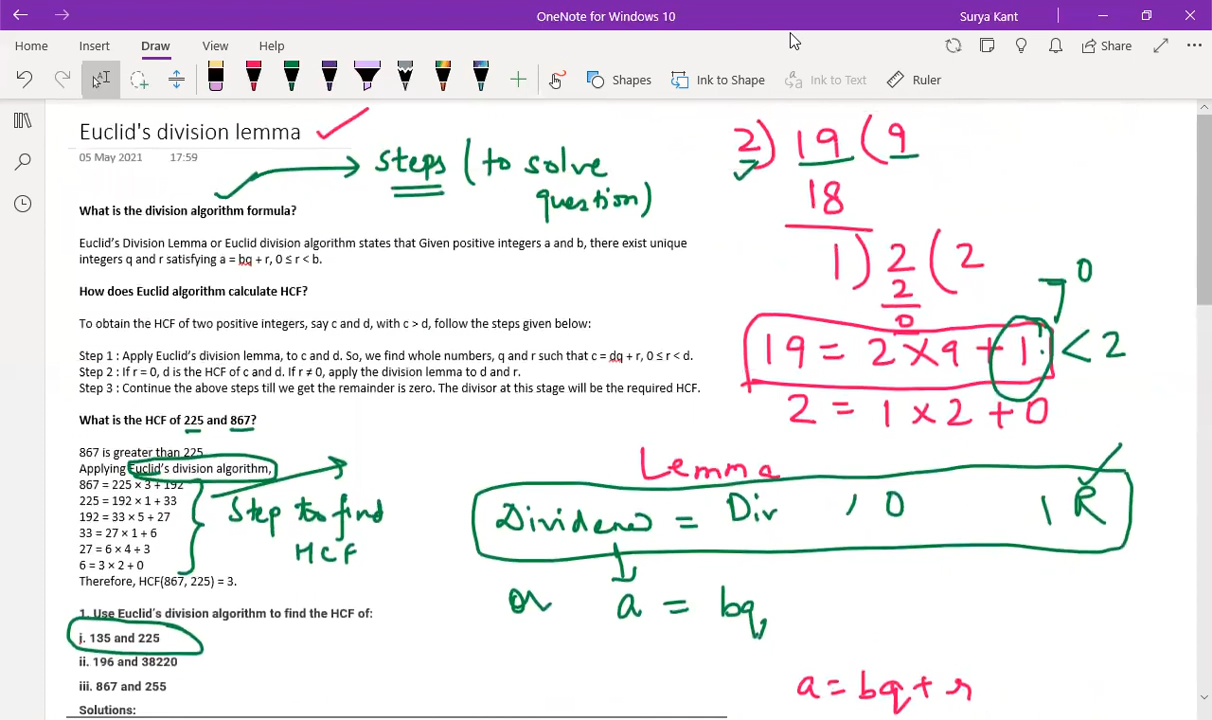 OneNote for Windows 10
Surya Kant
Home Insert Draw View Help
Share
Shapes Ink to Shape Ink to Text Ruler
Euclid's division lemma
05 May 2021 17:59
steps (to solve
question)
What is the division algorithm formula?
Euclid's Division Lemma or Euclid division algorithm states that Given positive integers a and b, there exist unique
integers q and r satisfying a = bq + r, 0 ≤ r < b.
How does Euclid algorithm calculate HCF?
To obtain the HCF of two positive integers, say c and d, with c > d, follow the steps given below:
Step 1 : Apply Euclid's division lemma, to c and d. So, we find whole numbers, q and r such that c = dq + r, 0 ≤ r < d.
Step 2 : If r = 0, d is the HCF of c and d. If r ≠ 0, apply the division lemma to d and r.
Step 3 : Continue the above steps till we get the remainder is zero. The divisor at this stage will be the required HCF.
What is the HCF of 225 and 867?
867 is greater than 225
Applying Euclid's division algorithm,
867 = 225 × 3 + 192
225 = 192 × 1 + 33
192 = 33 × 5 + 27
33 = 27 × 1 + 6
27 = 6 × 4 + 3
6 = 3 × 2 + 0
Therefore, HCF(867, 225) = 3.
Step to find
HCF
1. Use Euclid's division algorithm to find the HCF of:
i. 135 and 225
ii. 196 and 38220
iii. 867 and 255
Solutions:
2) 19 (9
18
1) 2 (2
2
0
0
19 = 2 × 9 + 1 < 2
2 = 1 × 2 + 0
Lemma
= Div , 0 , R
or a = bq,
a = bq + r